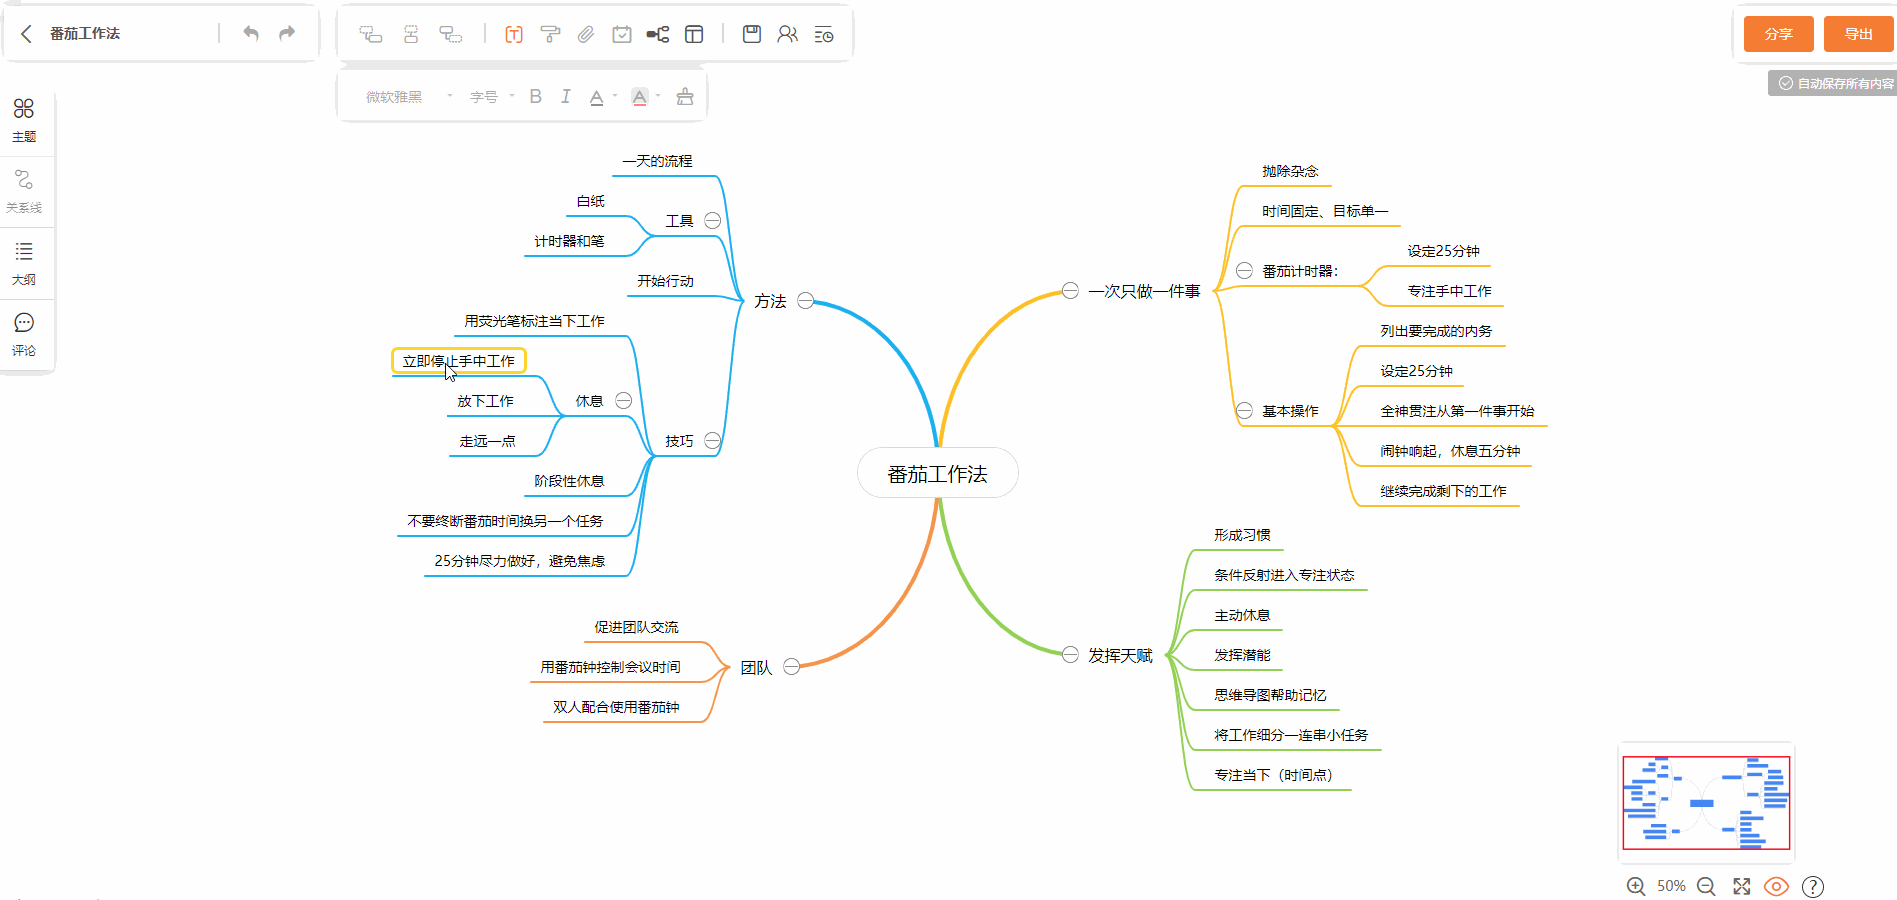 番茄工作法
分享
导出
自动保存所有内容
微软雅黑
字号
B
I
A
A
主题
关系线
大纲
评论
一天的流程
白纸
工具
计时器和笔
开始行动
方法
用荧光笔标注当下工作
立即停止手中工作
放下工作
休息
走远一点
技巧
阶段性休息
不要终断番茄时间换另一个任务
25分钟尽力做好，避免焦虑
促进团队交流
用番茄钟控制会议时间
团队
双人配合使用番茄钟
番茄工作法
抛除杂念
时间固定、目标单一
番茄计时器：
设定25分钟
专注手中工作
一次只做一件事
列出要完成的内务
设定25分钟
基本操作
全神贯注从第一件事开始
闹钟响起，休息五分钟
继续完成剩下的工作
形成习惯
条件反射进入专注状态
主动休息
发挥天赋
发挥潜能
思维导图帮助记忆
将工作细分一连串小任务
专注当下（时间点）
50%